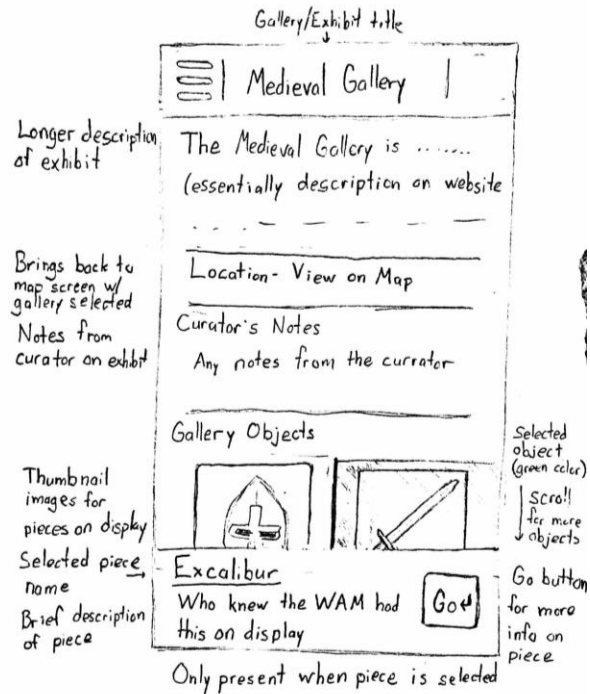 Gallery/Exhibit title
Medieval Gallery
Longer description
of exhibit
The Medieval Gallery is ........
(essentially description on website
Brings back to
map screen w/
gallery selected
Location - View on Map
Notes from
curator on exhibit
Curator's Notes
Any notes from the currator
Gallery Objects
Selected
object
(green color)
Scroll
for more
objects
Thumbnail
images for
pieces on display
Selected piece
name
Excalibur
Brief description
of piece
Who knew the WAM had
this on display
Go
Go button
for more
info on
piece
Only present when piece is selected